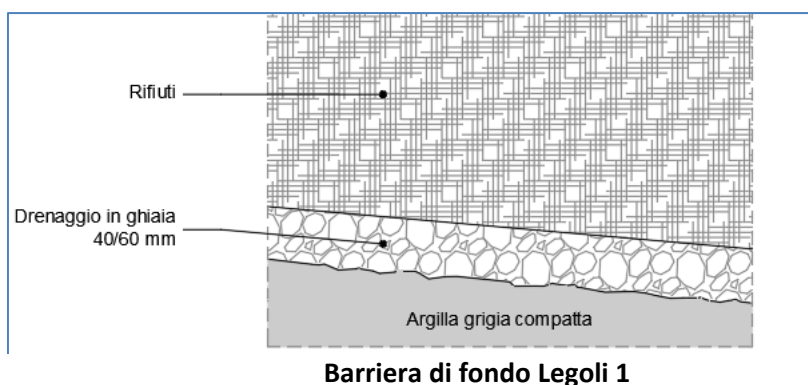 Rifiuti
Drenaggio in ghiaia
40/60 mm
Argilla grigia compatta
Barriera di fondo Legoli 1